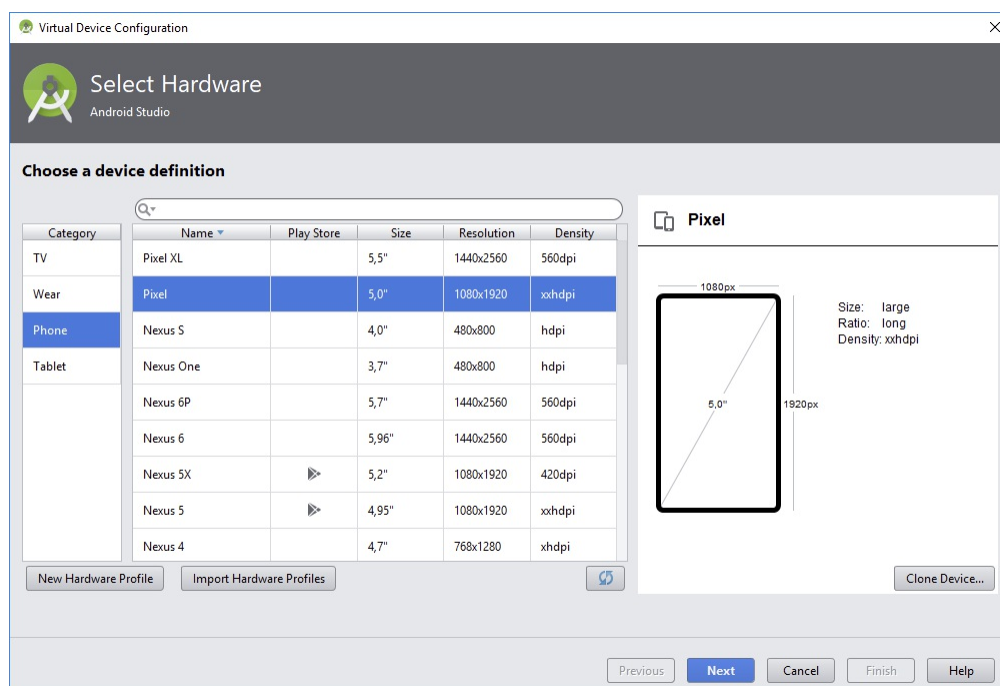 Virtual Device Configuration
Select Hardware
Android Studio
Choose a device definition
Category
TV
Wear
Phone
Tablet
Name Play Store Size Resolution Density
Pixel XL 5,5" 1440x2560 560dpi
Pixel 5,0" 1080x1920 xxhdpi
Nexus S 4,0" 480x800 hdpi
Nexus One 3,7" 480x800 hdpi
Nexus 6P 5,7" 1440x2560 560dpi
Nexus 6 5,96" 1440x2560 560dpi
Nexus 5X 5,2" 1080x1920 420dpi
Nexus 5 4,95" 1080x1920 xxhdpi
Nexus 4 4,7" 768x1280 xhdpi
New Hardware Profile Import Hardware Profiles
Pixel
1080px
Size: large
Ratio: long
Density: xxhdpi
5,0" 1920px
Clone Device...
Previous Next Cancel Finish Help